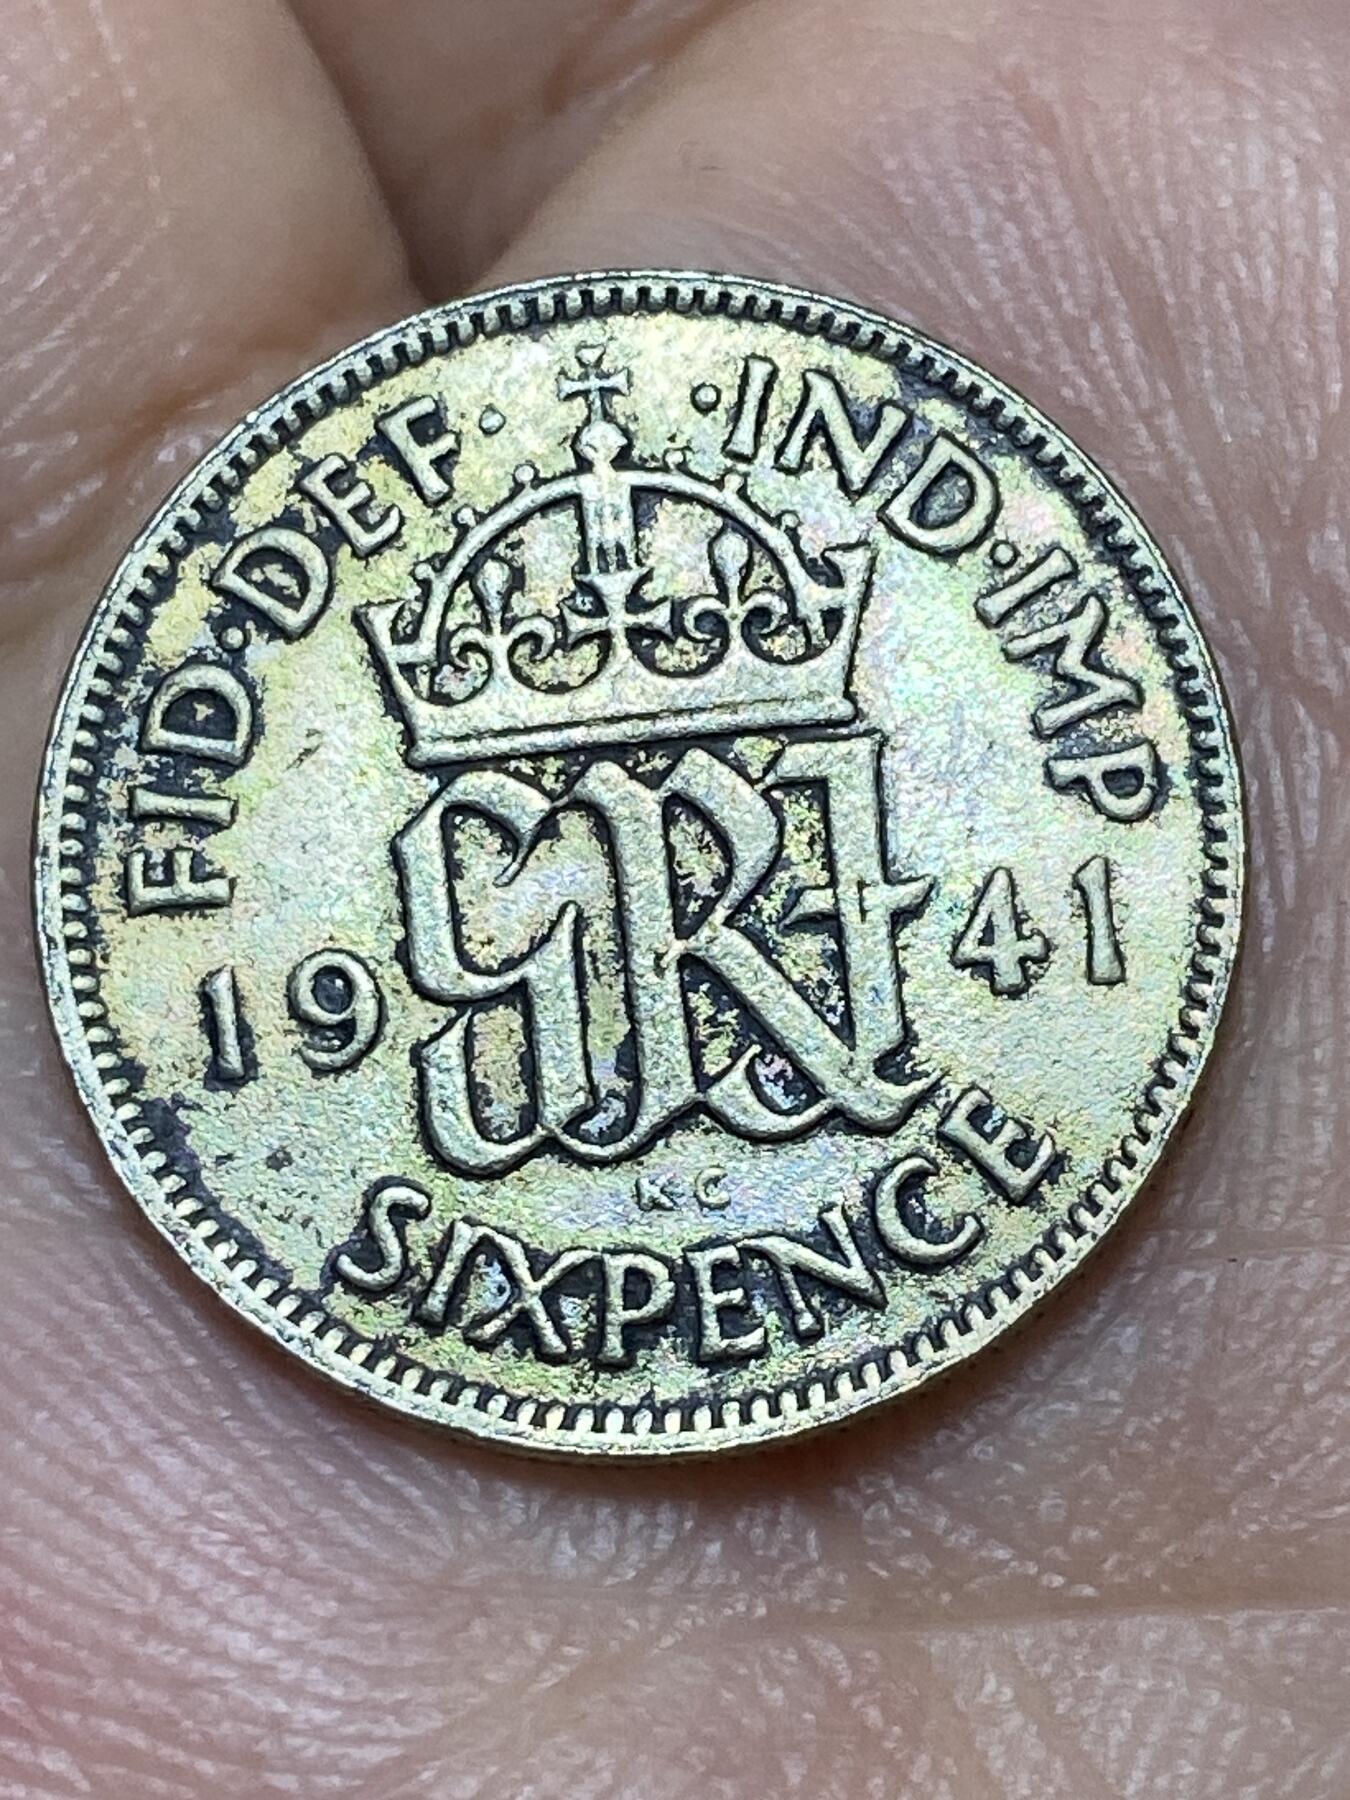 FID·DEF· ·IND·IMP
GRI
19 41
KG
SIXPENCE